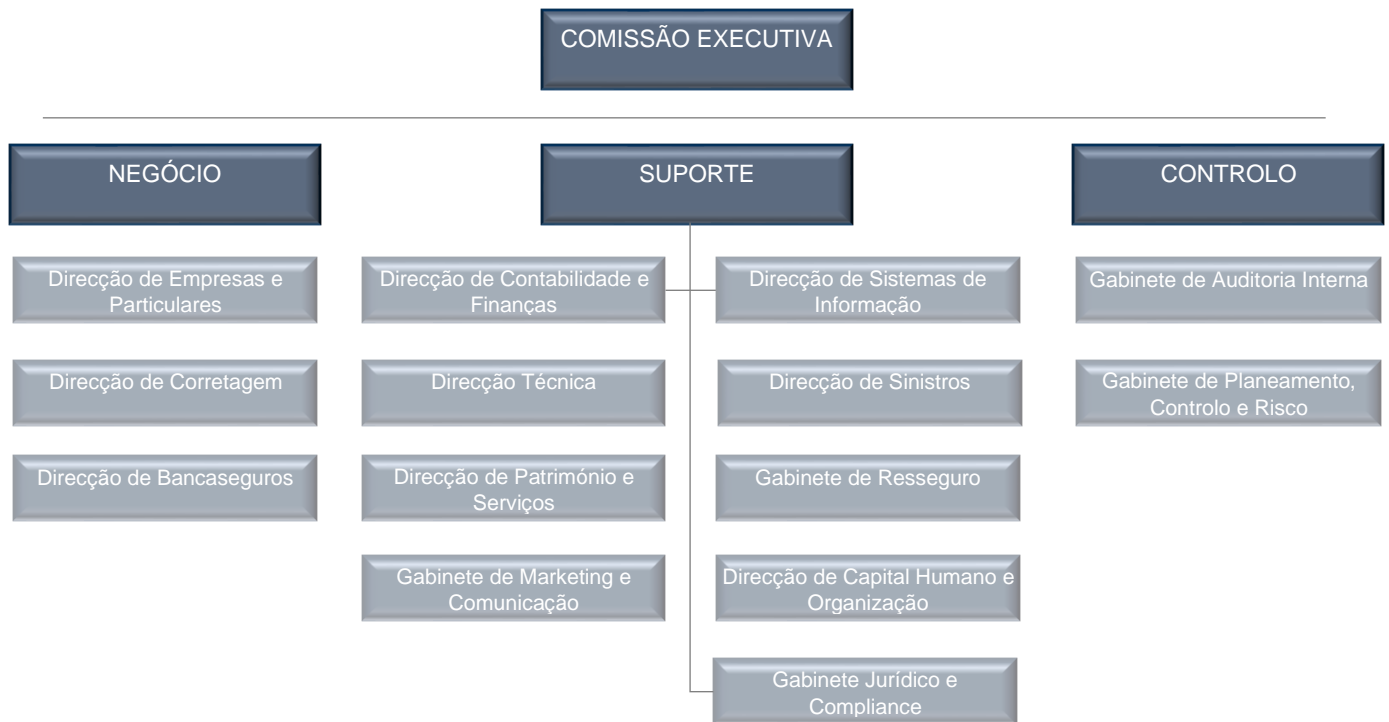 COMISSÃO EXECUTIVA
NEGÓCIO
SUPORTE
CONTROLO
Direcção de Empresas e
Particulares
Direcção de Contabilidade e
Finanças
Direcção de Sistemas de
Informação
Gabinete de Auditoria Interna
Direcção de Corretagem
Direcção Técnica
Direcção de Sinistros
Gabinete de Planeamento,
Controlo e Risco
Direcção de Bancaseguros
Direcção de Património e
Serviços
Gabinete de Resseguro
Gabinete de Marketing e
Comunicação
Direcção de Capital Humano e
Organização
Gabinete Jurídico e
Compliance